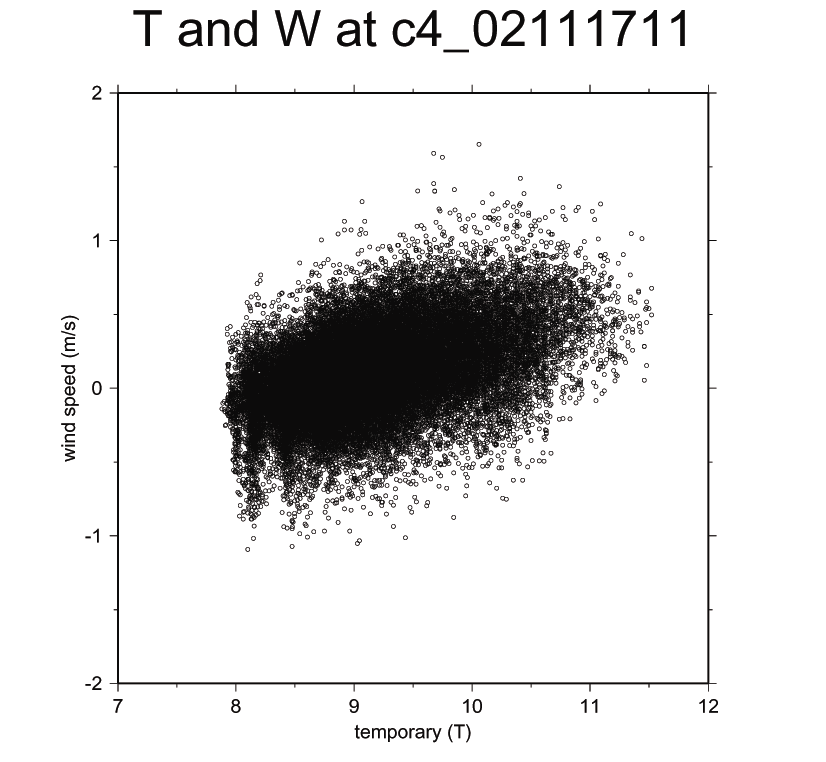 T and W at c4_02111711
2
1
0
-1
-2
wind speed (m/s)
7 8 9 10 11 12
temporary (T)